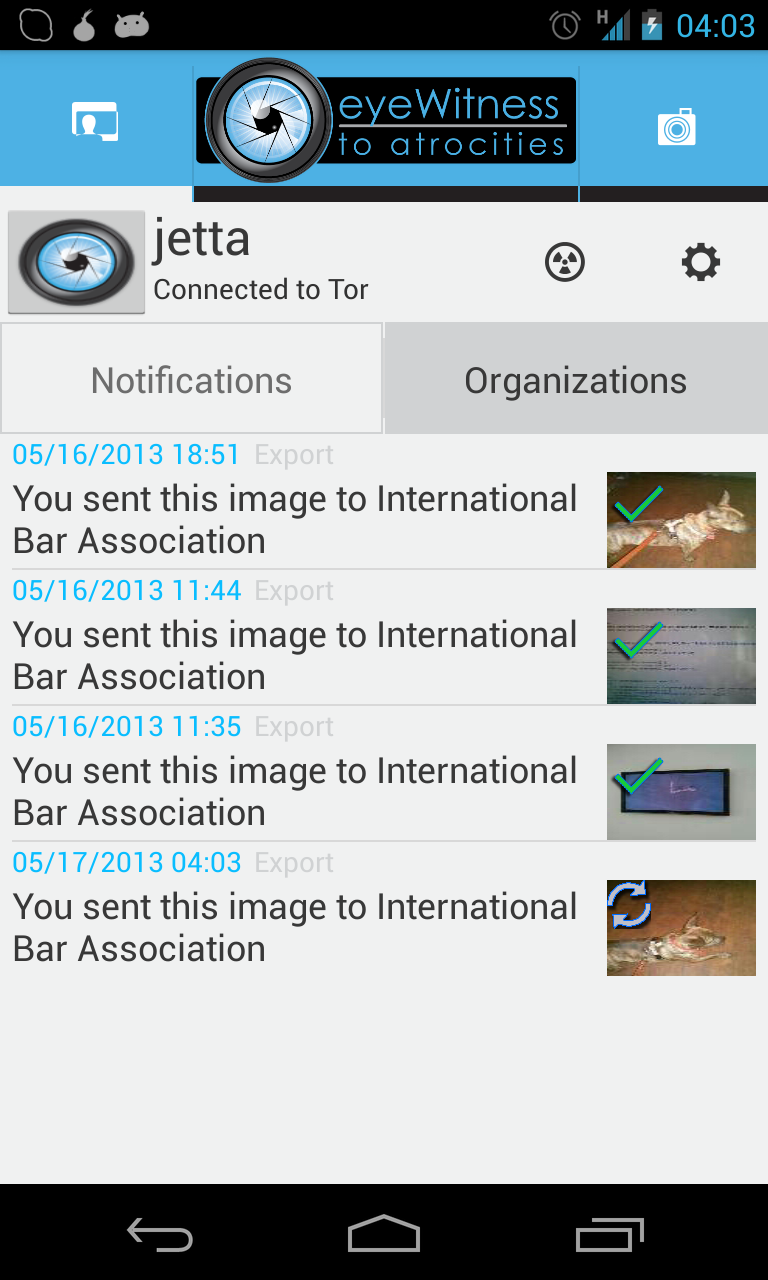 04:03
H
eyeWitness
to atrocities
jetta
Connected to Tor
Notifications
Organizations
05/16/2013 18:51 Export
You sent this image to International
Bar Association
05/16/2013 11:44 Export
You sent this image to International
Bar Association
05/16/2013 11:35 Export
You sent this image to International
Bar Association
05/17/2013 04:03 Export
You sent this image to International
Bar Association